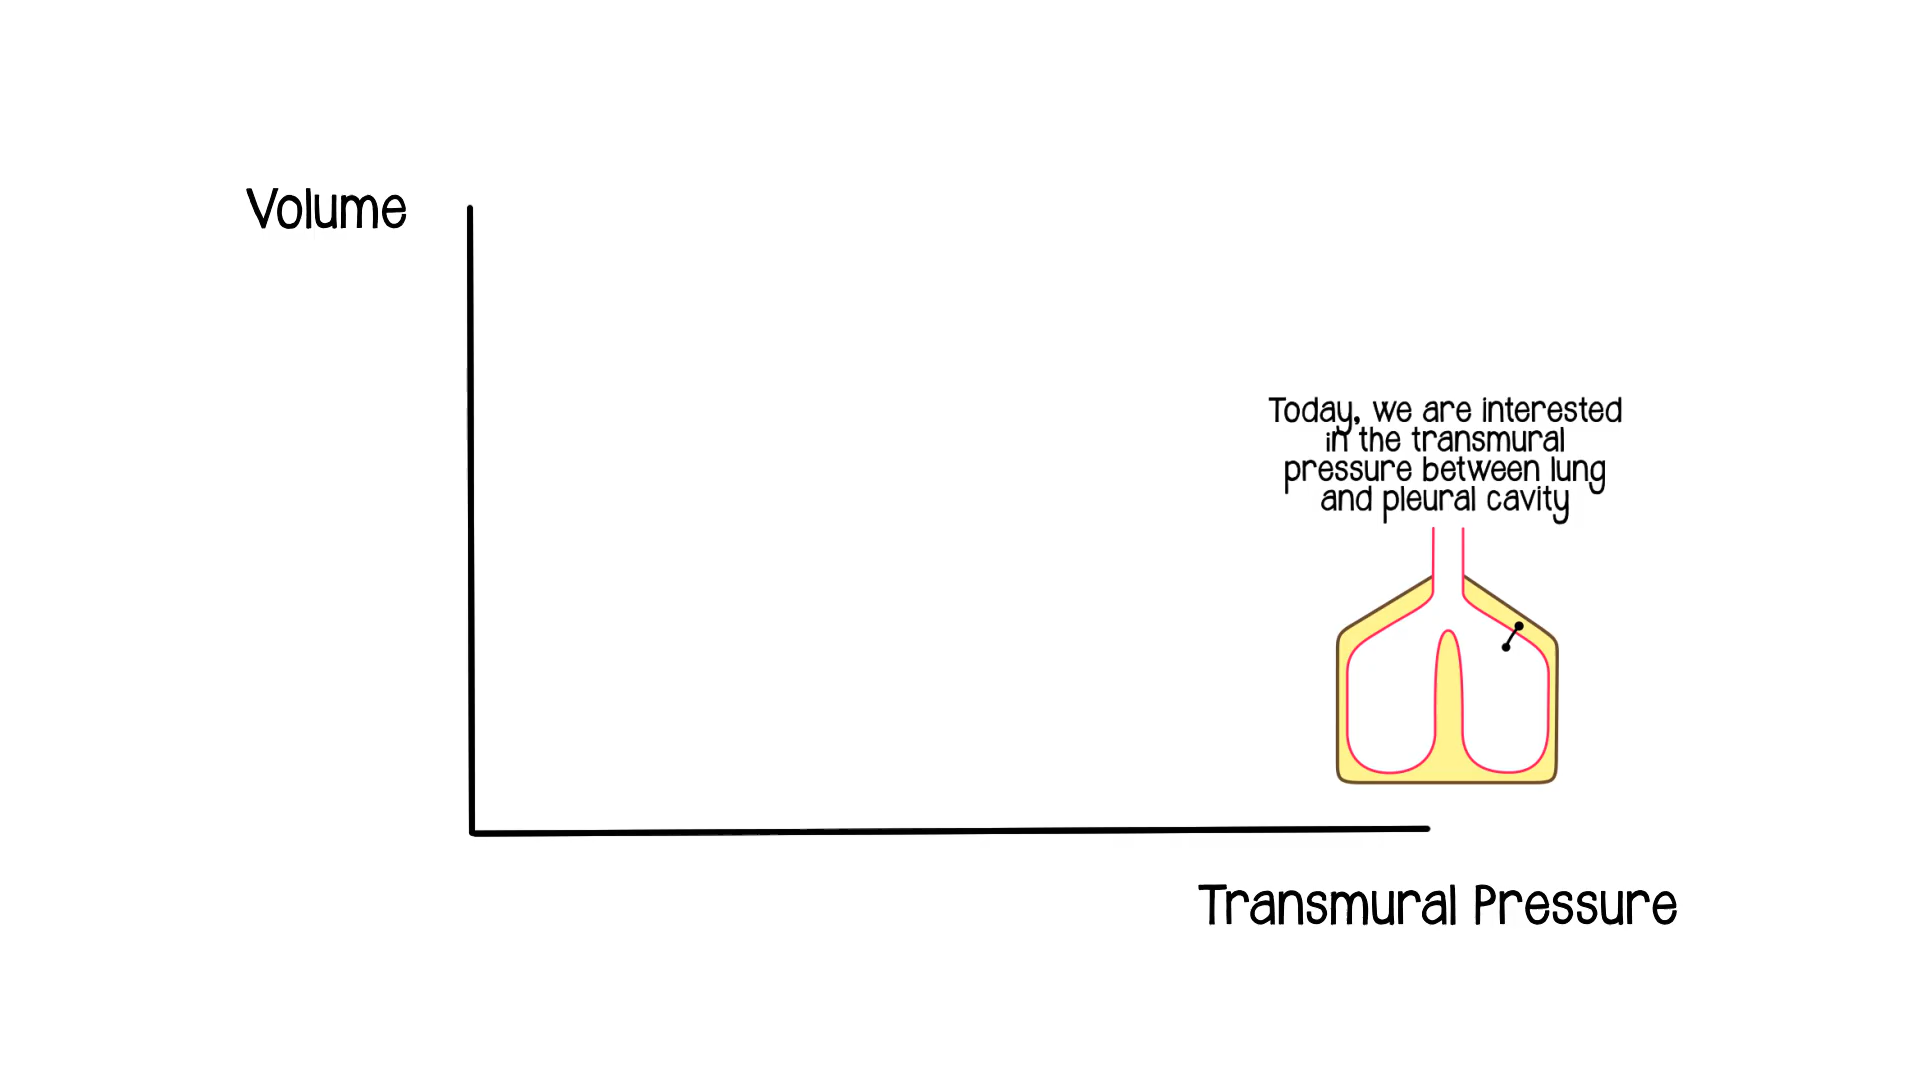 Volume
Today, we are interested
in the transmural
pressure between lung
and pleural cavity
Transmural Pressure